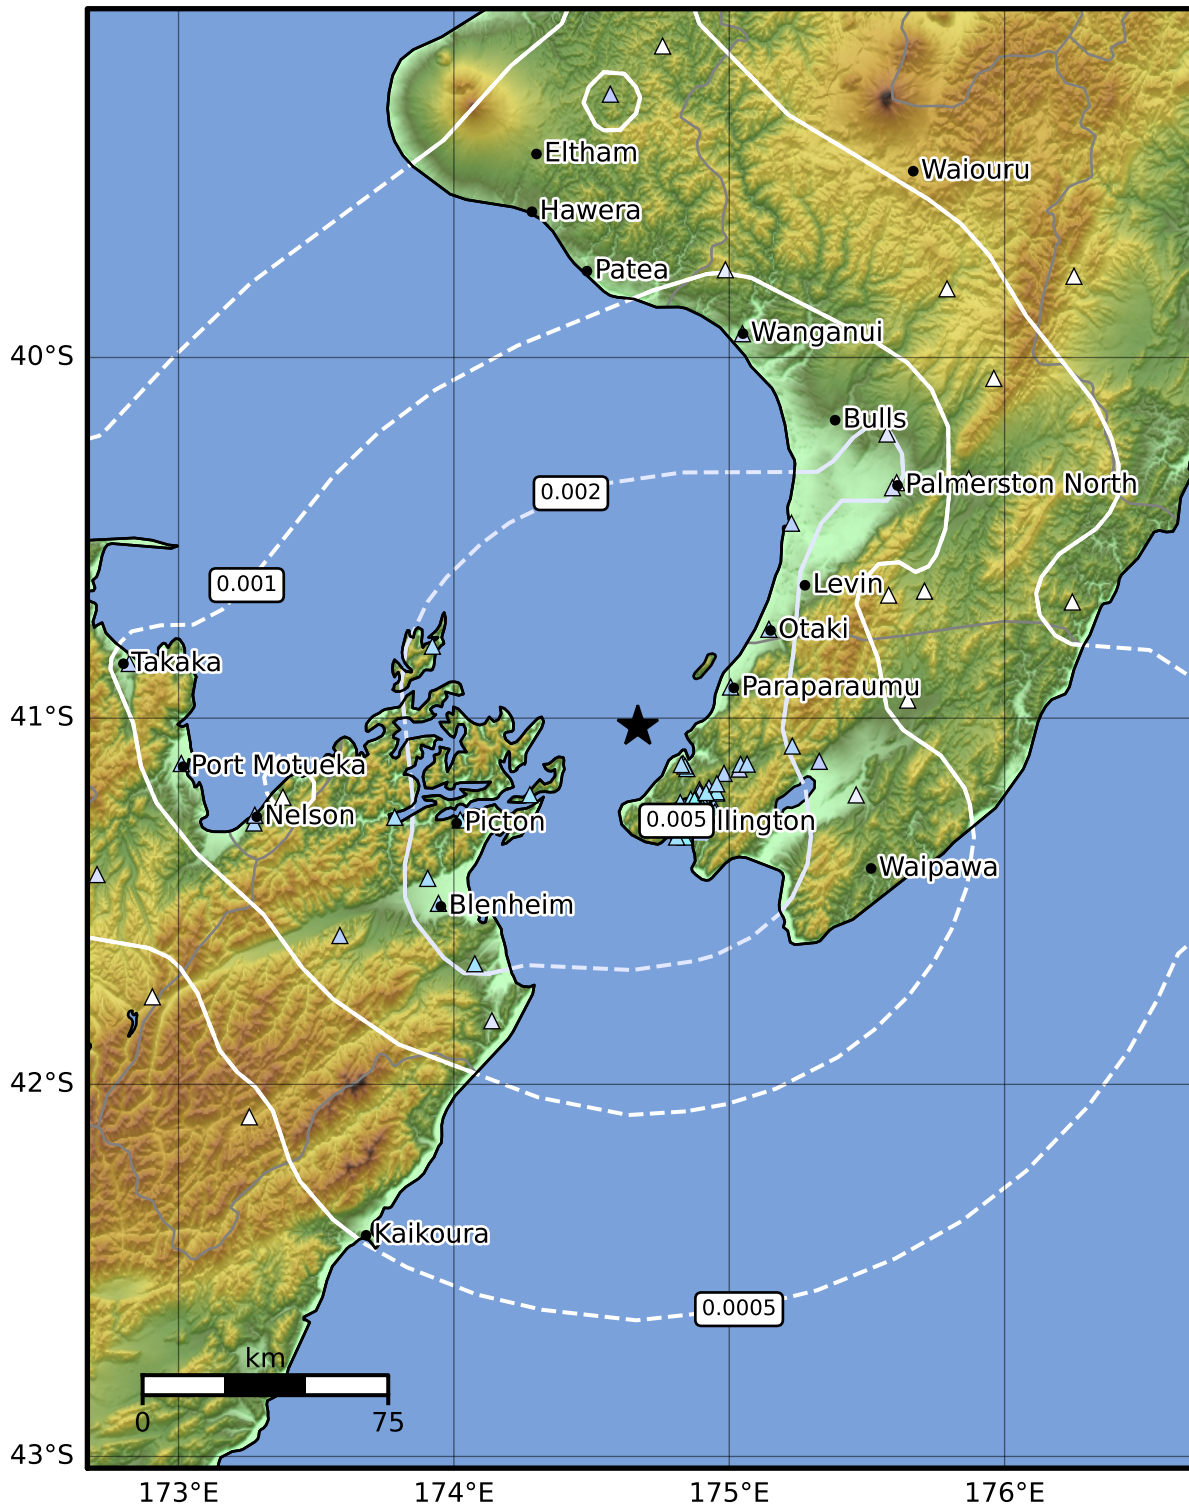 Eltham
Waiouru
Hawera
Patea
Wanganui
40°S
Bulls
Palmerston North
0.002
0.001
Levin
Otaki
Takaka
Paraparaumu
41°S
Port Motueka
Nelson
Picton
0.005
llington
Waipawa
Blenheim
42°S
Kaikoura
0.0005
km
0
75
43°S
173°E
174°E
175°E
176°E